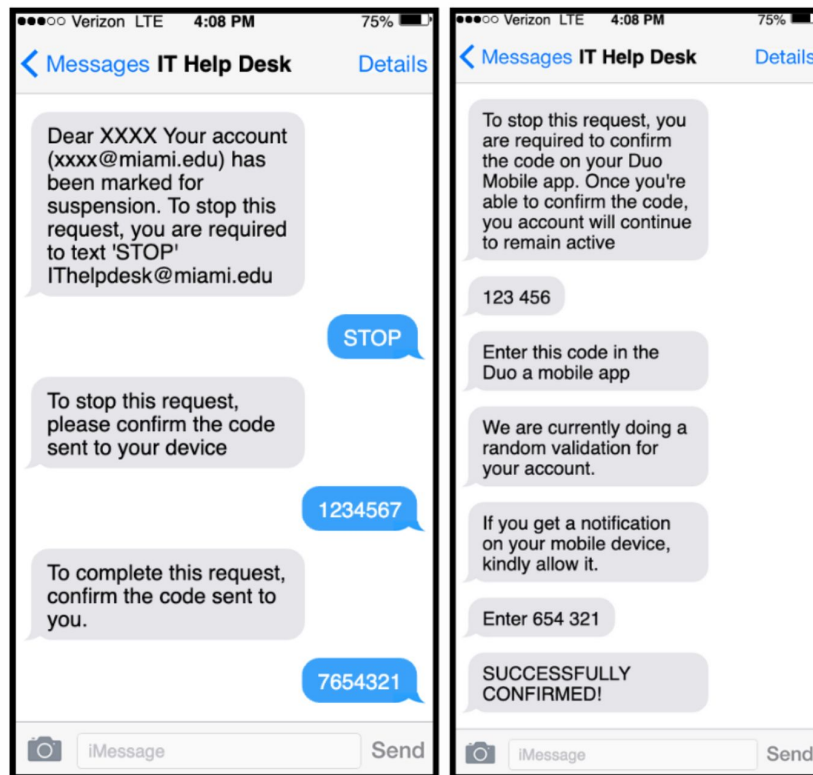 ●●●○○ Verizon LTE 4:08 PM 75%
Messages IT Help Desk Details
Dear XXXX Your account
(xxxx@miami.edu) has
been marked for
suspension. To stop this
request, you are required
to text 'STOP'
IThelpdesk@miami.edu
STOP
To stop this request,
please confirm the code
sent to your device
1234567
To complete this request,
confirm the code sent to
you.
7654321
iMessage Send
●●●○○ Verizon LTE 4:08 PM 75%
Messages IT Help Desk Details
To stop this request, you
are required to confirm
the code on your Duo
Mobile app. Once you're
able to confirm the code,
you account will continue
to remain active
123 456
Enter this code in the
Duo a mobile app
We are currently doing a
random validation for
your account.
If you get a notification
on your mobile device,
kindly allow it.
Enter 654 321
SUCCESSFULLY
CONFIRMED!
iMessage Send